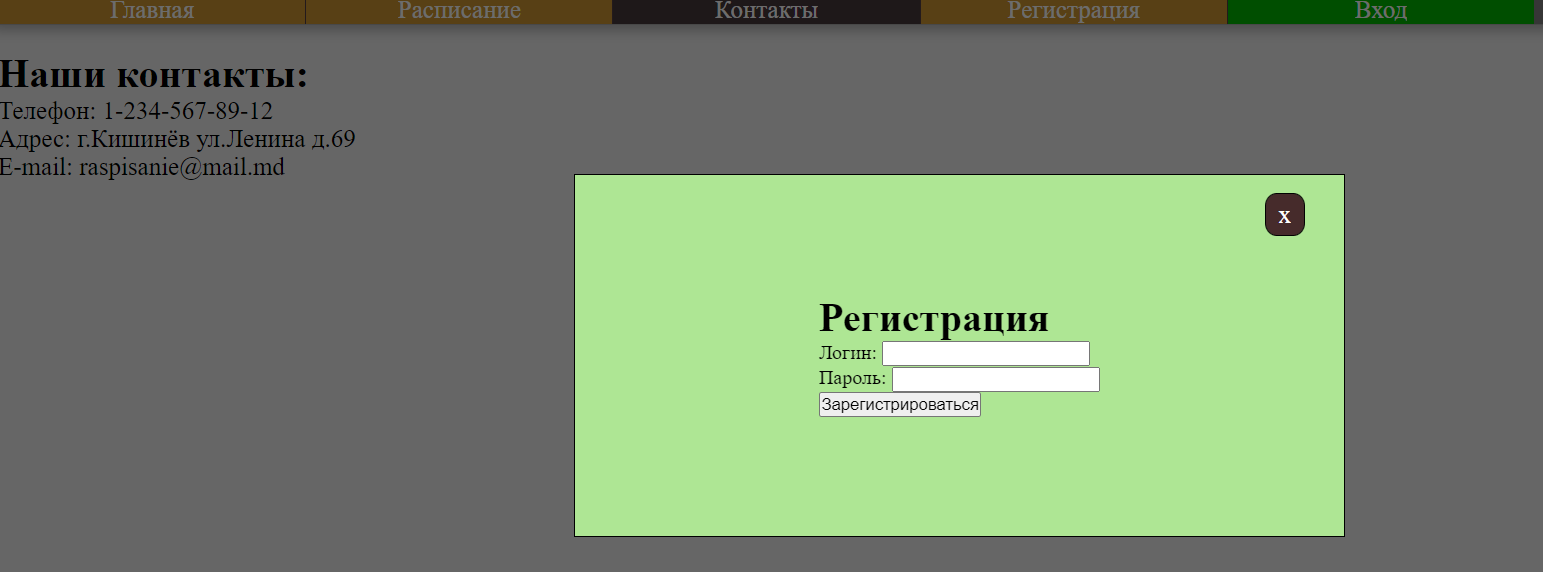 Главная Расписание Контакты Регистрация Вход
Наши контакты:
Телефон: 1-234-567-89-12
Адрес: г.Кишинёв ул.Ленина д.69
E-mail: raspisanie@mail.md
x
Регистрация
Логин:
Пароль:
Зарегистрироваться